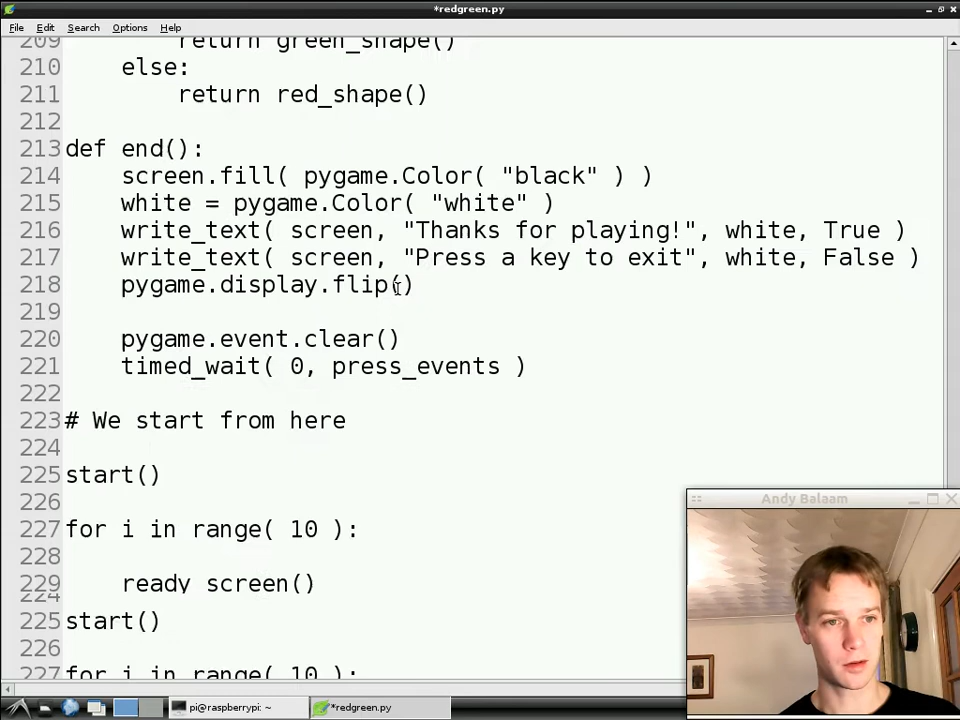 *redgreen.py
File Edit Search Options Help
209 return green_shape()
210 else:
211 return red_shape()
212
213 def end():
214 screen.fill( pygame.Color( "black" ) )
215 white = pygame.Color( "white" )
216 write_text( screen, "Thanks for playing!", white, True )
217 write_text( screen, "Press a key to exit", white, False )
218 pygame.display.flip()
219
220 pygame.event.clear()
221 timed_wait( 0, press_events )
222
223 # We start from here
224
225 start()
226
227 for i in range( 10 ):
228
229 ready_screen()
224
225 start()
226
227 for i in range( 10 ):
Andy Balaam
pi@raspberrypi: ~
*redgreen.py